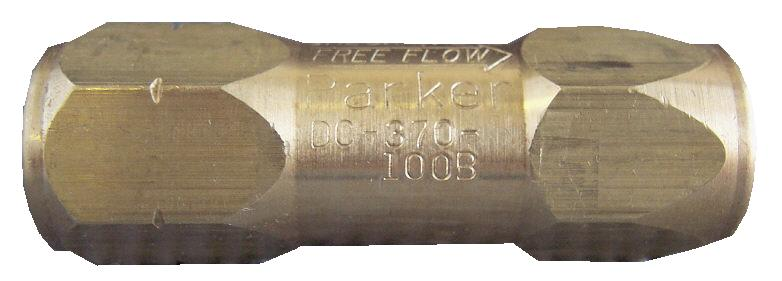 FREE FLOW
Parker
DC-370-
100B